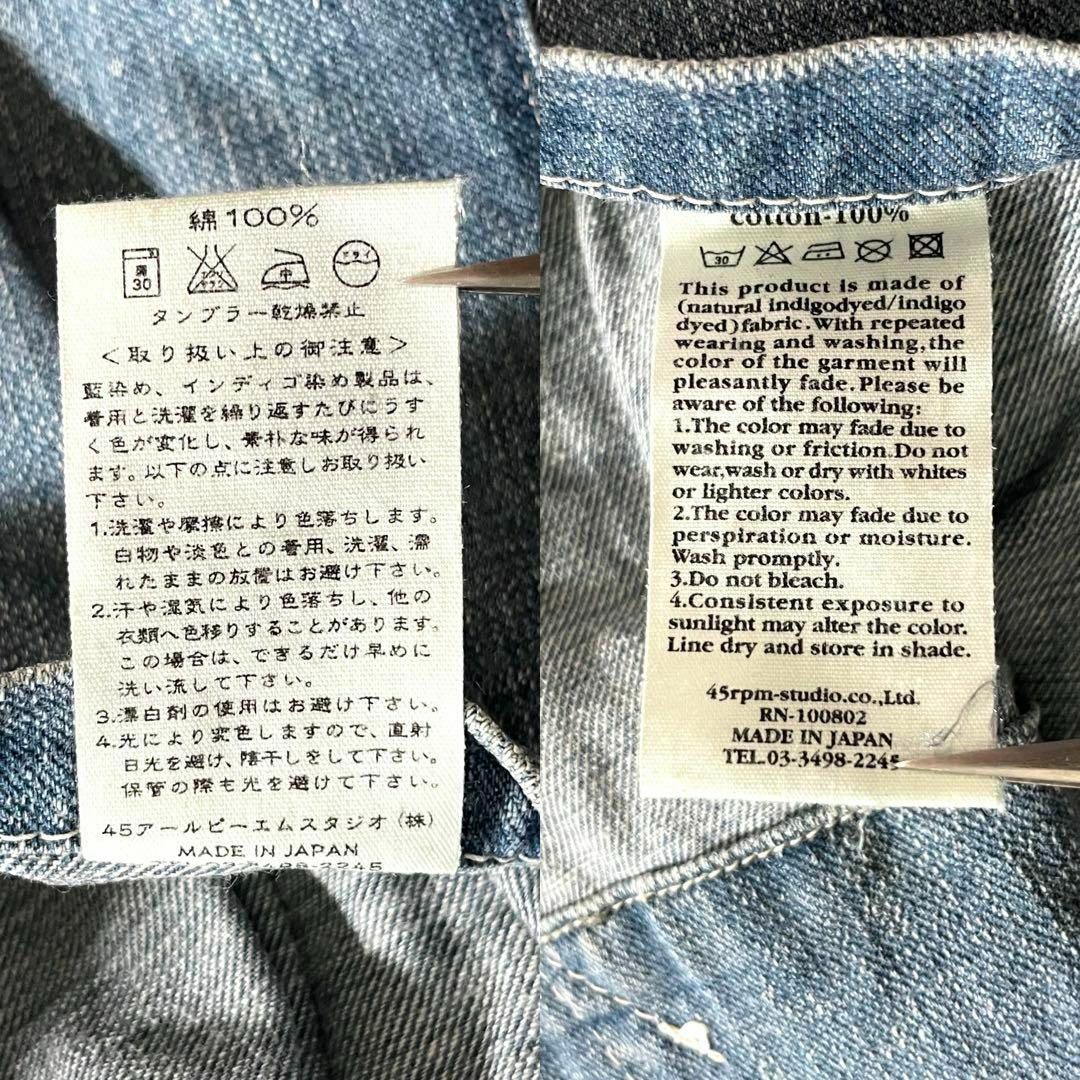 綿100%
弱
30
エンソ
サラシ
中
ドライ
タンブラー乾燥禁止
<取り扱い上の御注意>
藍染め、インディゴ染め製品は、
着用と洗濯を繰り返すたびにうす
く色が変化し、素朴な味が得られ
ます。以下の点に注意しお取り扱い
下さい。
1.洗濯や摩擦により色落ちします。
白物や淡色との着用、洗濯、濡
れたままの放置はお避け下さい。
2.汗や湿気により色落ちし、他の
衣類へ色移りすることがあります。
この場合は、できるだけ早めに
洗い流して下さい。
3.漂白剤の使用はお避け下さい。
4.光により変色しますので、直射
日光を避け、陰干しをして下さい。
保管の際も光を避けて下さい。
45アールピーエムスタジオ(株)
MADE IN JAPAN
3498-2245
cotton-100%
30
This product is made of
(natural indigodyed/indigo
dyed)fabric.With repeated
wearing and washing,the
color of the garment will
pleasantly fade.Please be
aware of the following:
1.The color may fade due to
washing or friction.Do not
wear,wash or dry with whites
or lighter colors.
2.The color may fade due to
perspiration or moisture.
Wash promptly.
3.Do not bleach.
4.Consistent exposure to
sunlight may alter the color.
Line dry and store in shade.
45rpm-studio.co.,Ltd.
RN-100802
MADE IN JAPAN
TEL.03-3498-2245